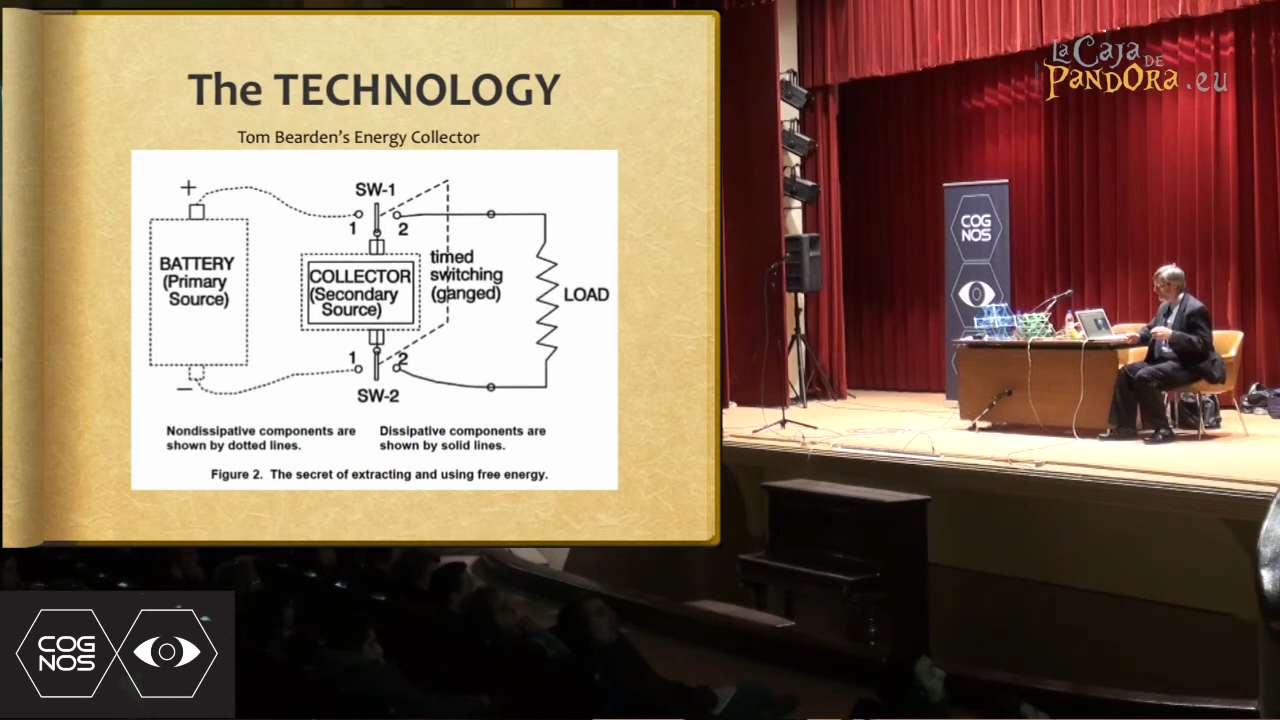 The TECHNOLOGY
Tom Bearden's Energy Collector
+
SW-1
1
2
BATTERY
(Primary
Source)
COLLECTOR
(Secondary
Source)
timed
switching
(ganged)
LOAD
1
2
–
SW-2
Nondissipative components are
shown by dotted lines.
Dissipative components are
shown by solid lines.
Figure 2. The secret of extracting and using free energy.
La Caja
DE
PANDORA.eu
COG
NOS
COG
NOS